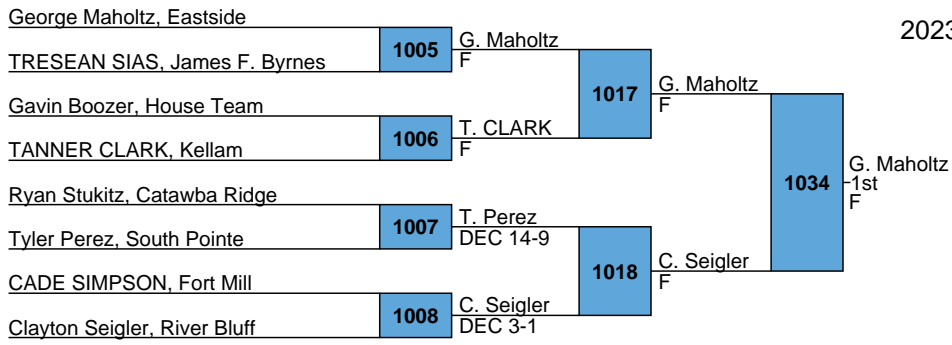 George Maholtz, Eastside
2023
1005
G. Maholtz
F
TRESEAN SIAS, James F. Byrnes
1017
G. Maholtz
F
Gavin Boozer, House Team
1006
T. CLARK
F
TANNER CLARK, Kellam
1034
G. Maholtz
1st
F
Ryan Stukitz, Catawba Ridge
1007
T. Perez
DEC 14-9
Tyler Perez, South Pointe
1018
C. Seigler
F
CADE SIMPSON, Fort Mill
1008
C. Seigler
DEC 3-1
Clayton Seigler, River Bluff